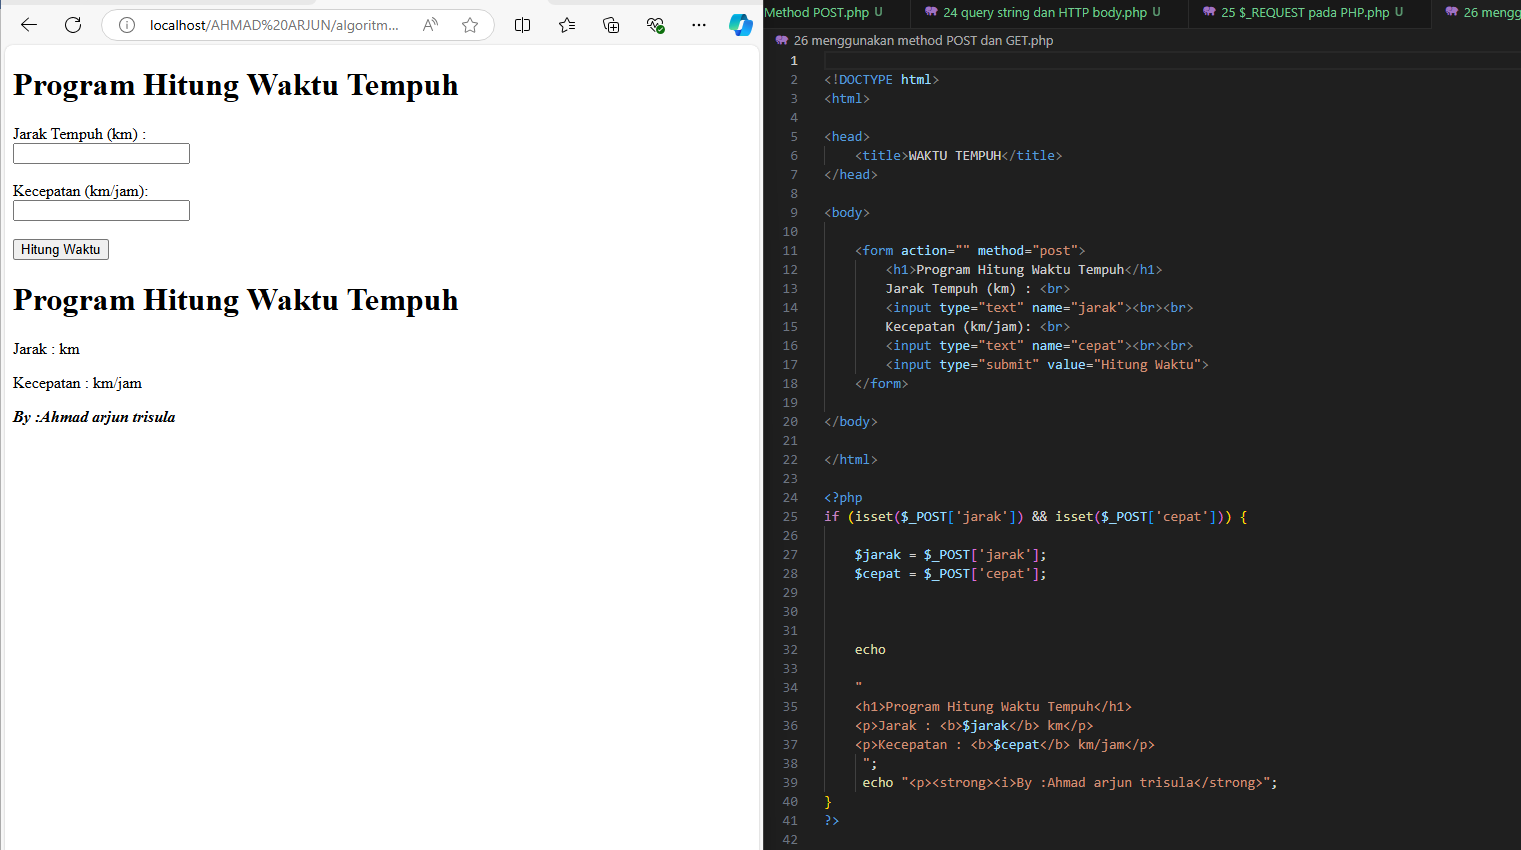 localhost/AHMAD%20ARJUN/algoritm...
Program Hitung Waktu Tempuh
Jarak Tempuh (km) :
Kecepatan (km/jam):
Hitung Waktu
Program Hitung Waktu Tempuh
Jarak : km
Kecepatan : km/jam
By :Ahmad arjun trisula
Method POST.php U
24 query string dan HTTP body.php U
25 $_REQUEST pada PHP.php U
26 mengg
26 menggunakan method POST dan GET.php
1
2 <!DOCTYPE html>
3 <html>
4
5 <head>
6 <title>WAKTU TEMPUH</title>
7 </head>
8
9 <body>
10
11 <form action="" method="post">
12 <h1>Program Hitung Waktu Tempuh</h1>
13 Jarak Tempuh (km) : <br>
14 <input type="text" name="jarak"><br><br>
15 Kecepatan (km/jam): <br>
16 <input type="text" name="cepat"><br><br>
17 <input type="submit" value="Hitung Waktu">
18 </form>
19
20 </body>
21
22 </html>
23
24 <?php
25 if (isset($_POST['jarak']) && isset($_POST['cepat'])) {
26
27 $jarak = $_POST['jarak'];
28 $cepat = $_POST['cepat'];
29
30
31
32 echo
33
34 "
35 <h1>Program Hitung Waktu Tempuh</h1>
36 <p>Jarak : <b>$jarak</b> km</p>
37 <p>Kecepatan : <b>$cepat</b> km/jam</p>
38 ";
39 echo "<p><strong><i>By :Ahmad arjun trisula</strong>";
40 }
41 ?>
42